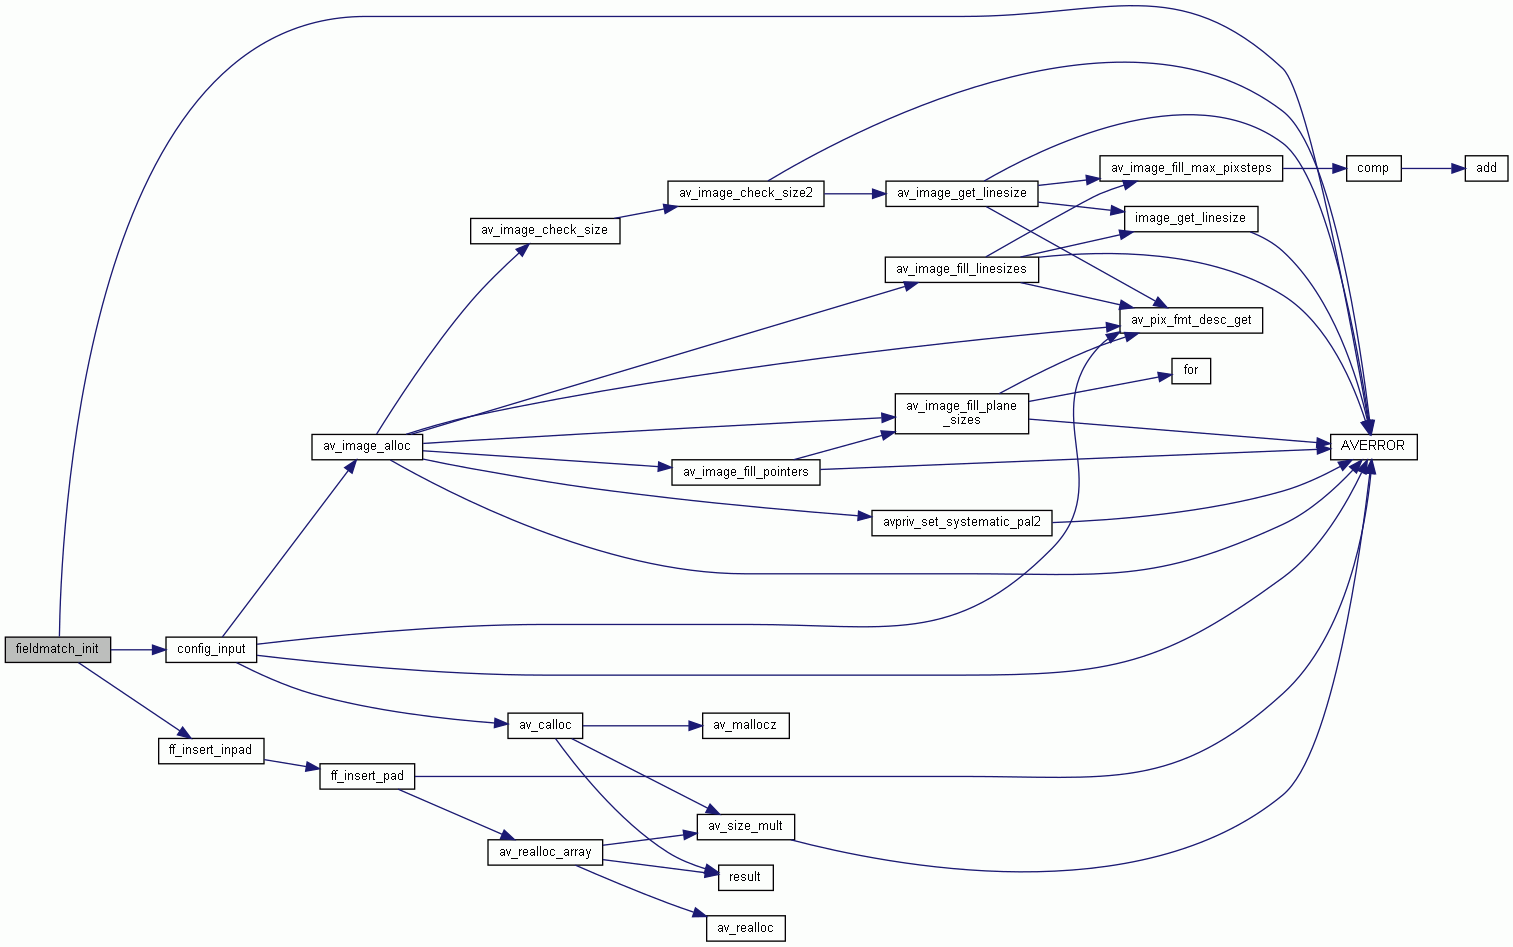 av_image_fill_max_pixsteps
comp
add
av_image_check_size2
av_image_get_linesize
image_get_linesize
av_image_check_size
av_image_fill_linesizes
av_pix_fmt_desc_get
for
av_image_fill_plane
_sizes
av_image_alloc
AVERROR
av_image_fill_pointers
avpriv_set_systematic_pal2
fieldmatch_init
config_input
av_calloc
av_mallocz
ff_insert_inpad
ff_insert_pad
av_size_mult
av_realloc_array
result
av_realloc